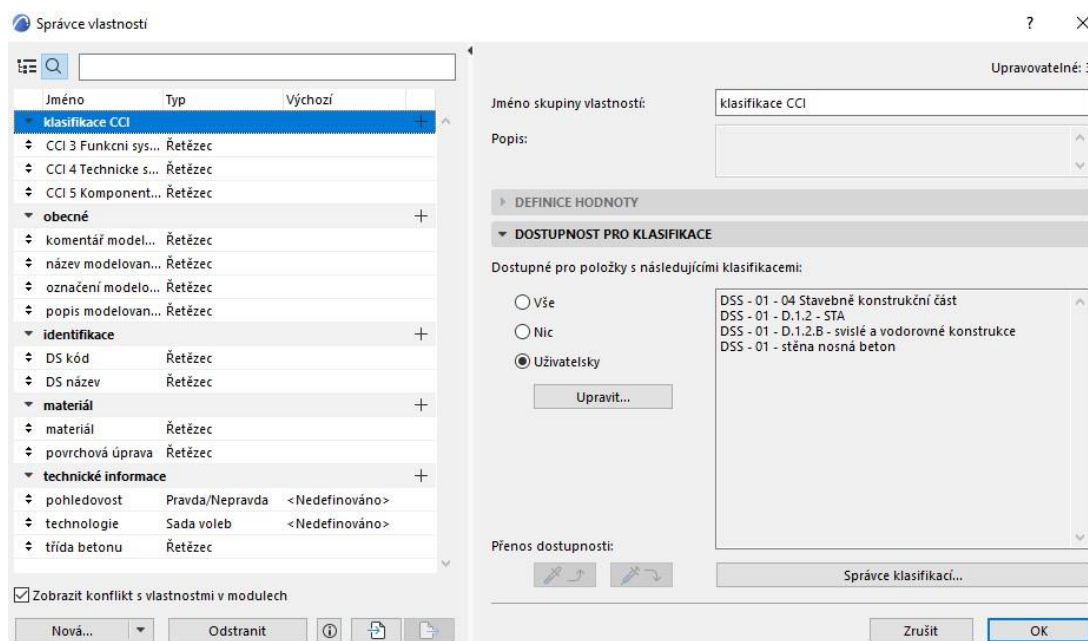 Správce vlastností
?
Upravovatelné: 3
Jméno Typ Výchozí
klasifikace CCI
CCI 3 Funkcni sys... Řetězec
CCI 4 Technicke s... Řetězec
CCI 5 Komponent... Řetězec
obecné
komentář model... Řetězec
název modelovan... Řetězec
označení modelo... Řetězec
popis modelovan... Řetězec
identifikace
DS kód Řetězec
DS název Řetězec
materiál
materiál Řetězec
povrchová úprava Řetězec
technické informace
pohledovost Pravda/Nepravda <Nedefinováno>
technologie Sada voleb <Nedefinováno>
třída betonu Řetězec
Zobrazit konflikt s vlastnostmi v modulech
Nová... Odstranit
Jméno skupiny vlastností: klasifikace CCI
Popis:
DEFINICE HODNOTY
DOSTUPNOST PRO KLASIFIKACE
Dostupné pro položky s následujícími klasifikacemi:
Vše
Nic
Uživatelsky
Upravit...
DSS - 01 - 04 Stavebně konstrukční část
DSS - 01 - D.1.2 - STA
DSS - 01 - D.1.2.B - svislé a vodorovné konstrukce
DSS - 01 - stěna nosná beton
Přenos dostupnosti:
Správce klasifikací...
Zrušit OK